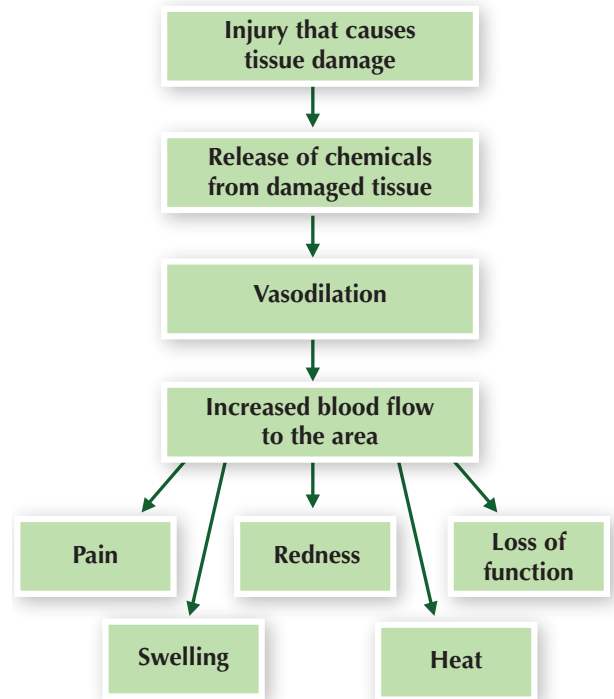 Injury that causes
tissue damage
Release of chemicals
from damaged tissue
Vasodilation
Increased blood flow
to the area
Pain
Redness
Loss of
function
Swelling
Heat